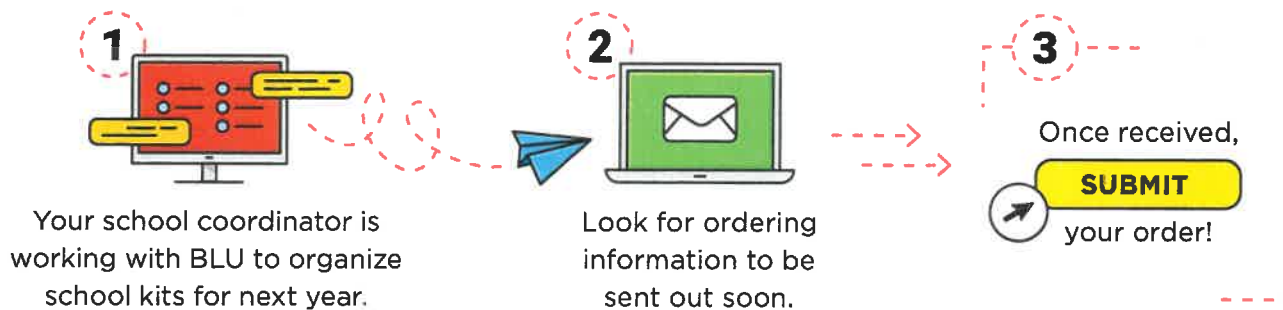 1
Your school coordinator is
working with BLU to organize
school kits for next year.
2
Look for ordering
information to be
sent out soon.
3
Once received,
SUBMIT
your order!